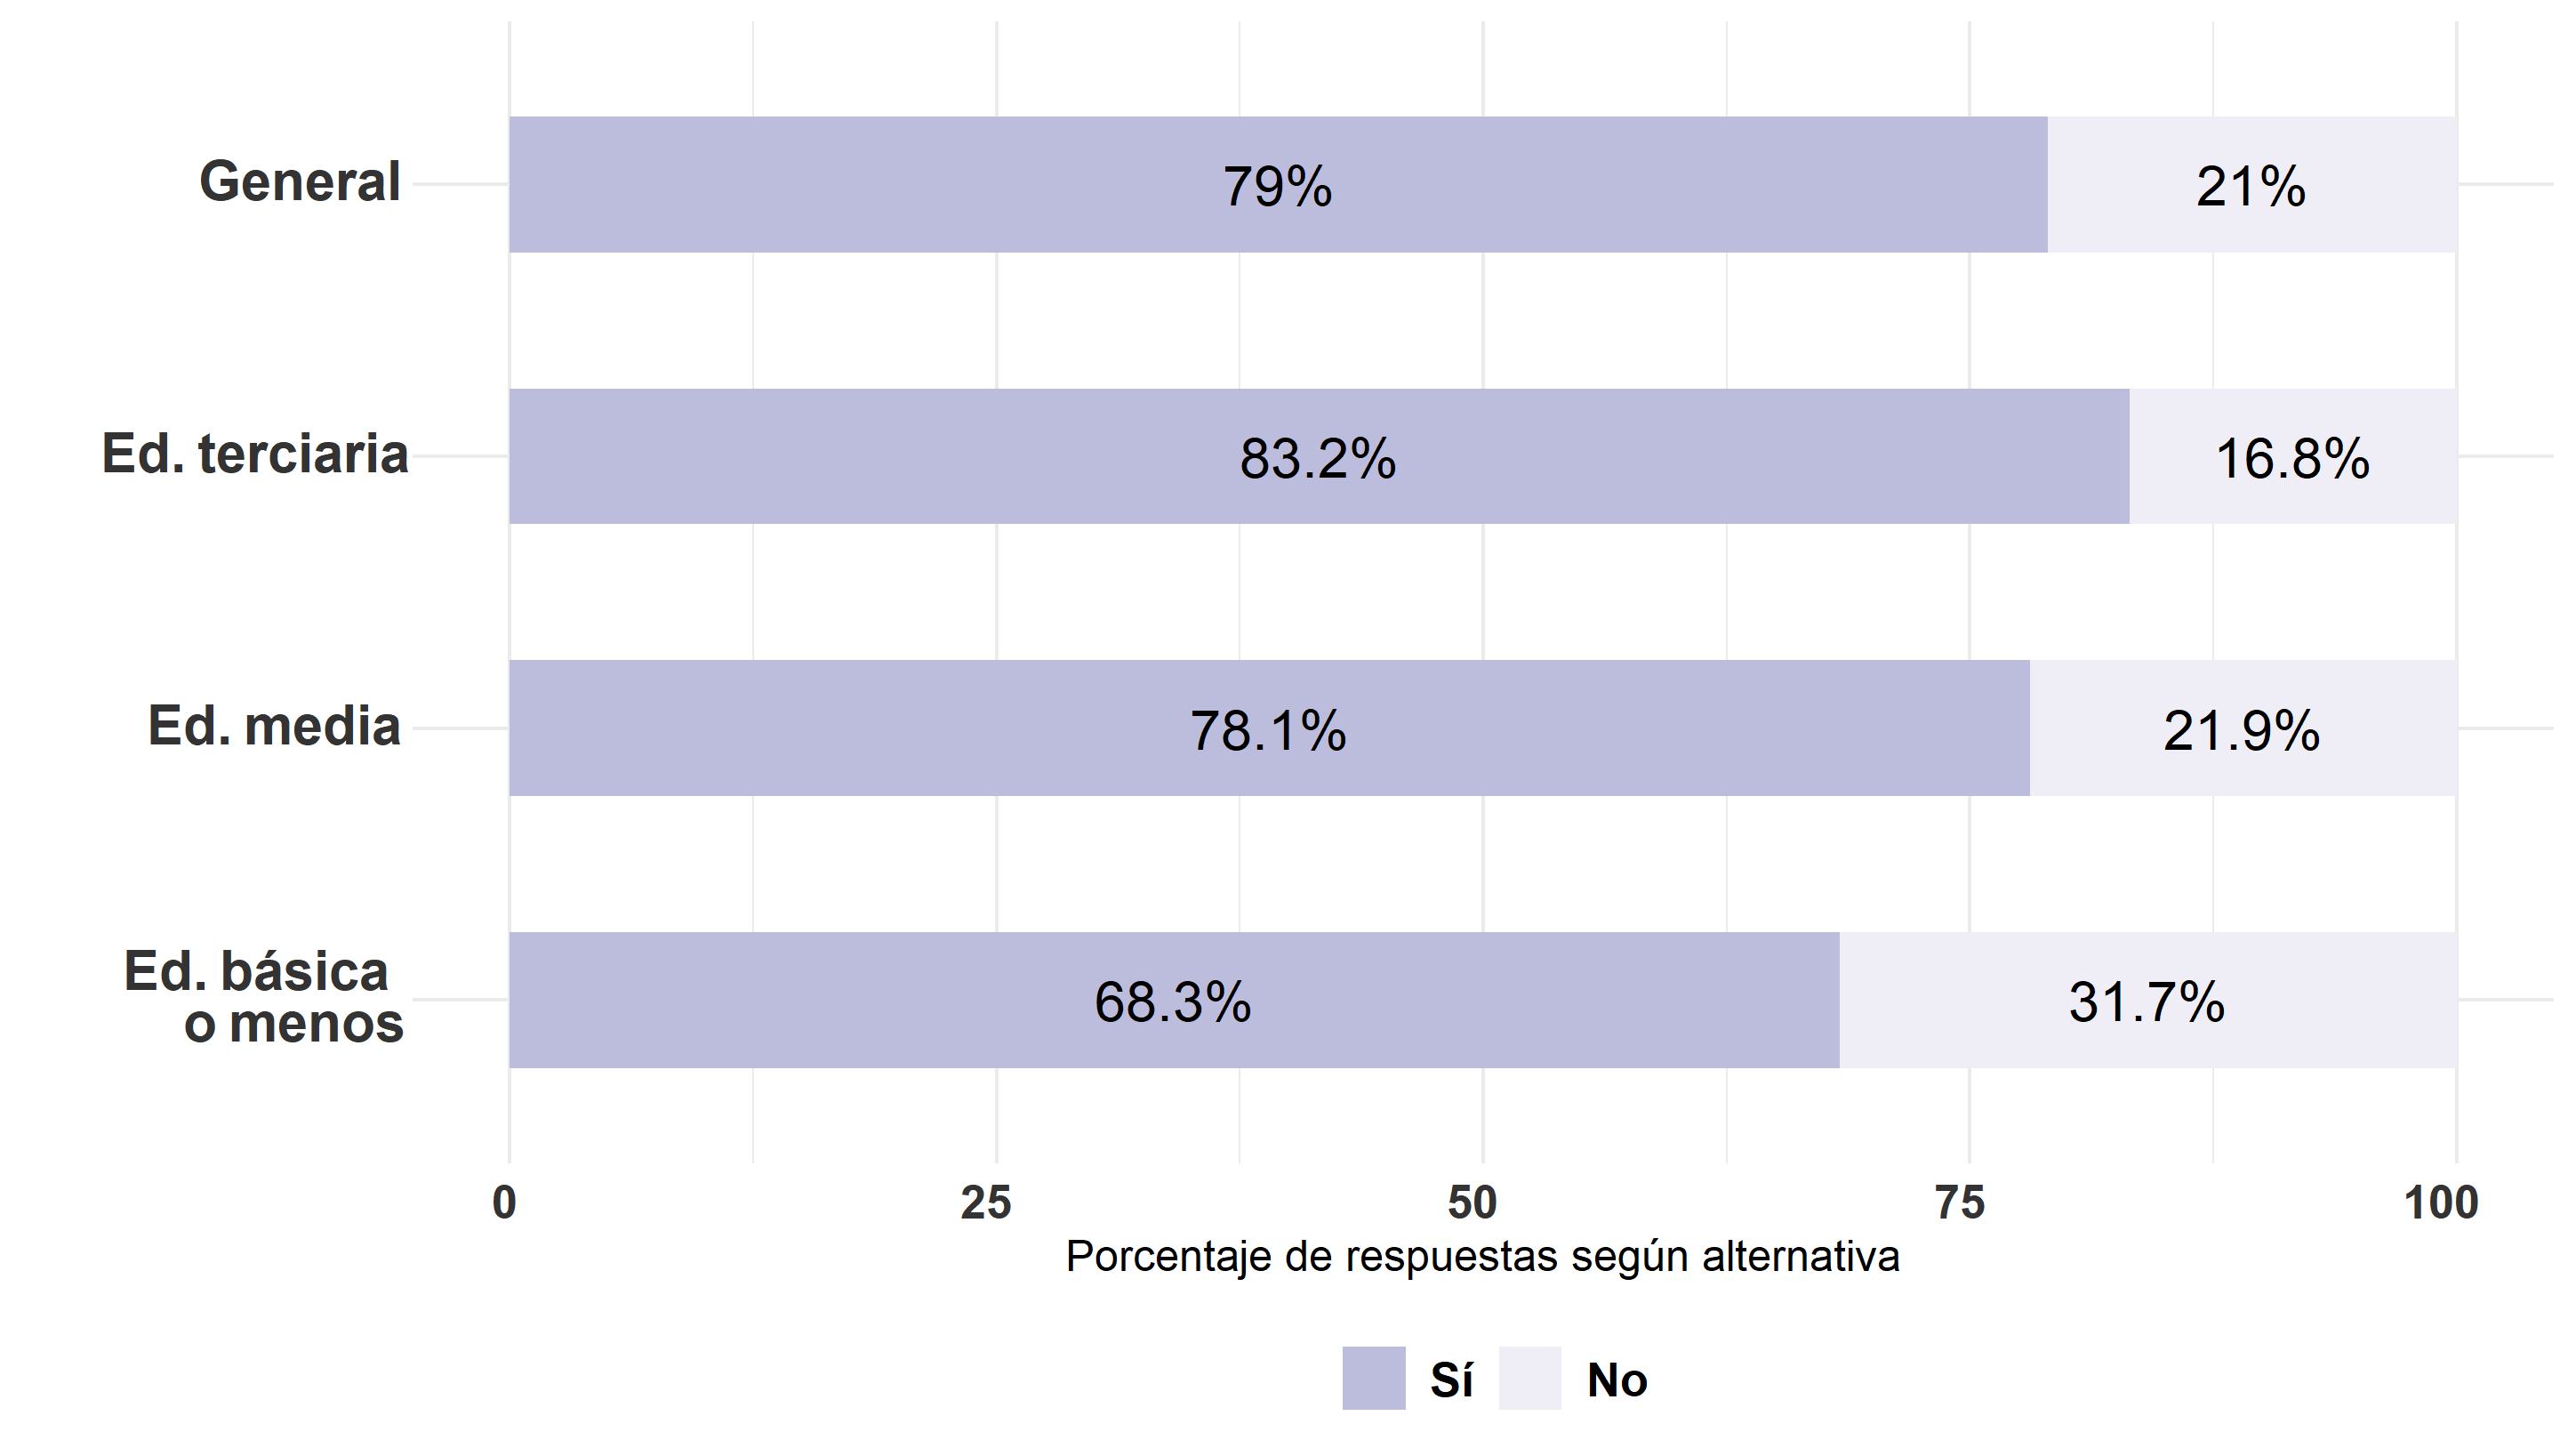 General
79%
21%
Ed. terciaria
83.2%
16.8%
Ed. media
78.1%
21.9%
Ed. básica
o menos
68.3%
31.7%
0
25
50
75
100
Porcentaje de respuestas según alternativa
Sí
No